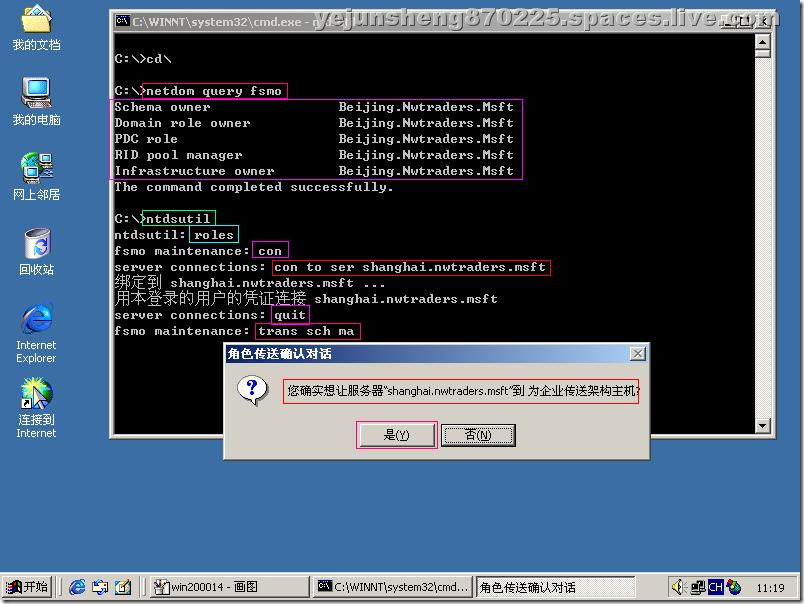 我的文档
我的电脑
网上邻居
回收站
Internet
Explorer
连接到
Internet
yejunsheng870225.spaces.live.com
C:\WINNT\system32\cmd.exe - ntdsutil
C:\>cd\
C:\>netdom query fsmo
Schema owner Beijing.Nwtraders.Msft
Domain role owner Beijing.Nwtraders.Msft
PDC role Beijing.Nwtraders.Msft
RID pool manager Beijing.Nwtraders.Msft
Infrastructure owner Beijing.Nwtraders.Msft
The command completed successfully.
C:\>ntdsutil
ntdsutil: roles
fsmo maintenance: con
server connections: con to ser shanghai.nwtraders.msft
绑定到 shanghai.nwtraders.msft ...
用本登录的用户的凭证连接 shanghai.nwtraders.msft
server connections: quit
fsmo maintenance: trans sch ma
角色传送确认对话
您确实想让服务器“shanghai.nwtraders.msft”到 为企业传送架构主机?
是(Y)
否(N)
开始
win200014 - 画图
C:\WINNT\system32\cmd...
角色传送确认对话
CH
11:19